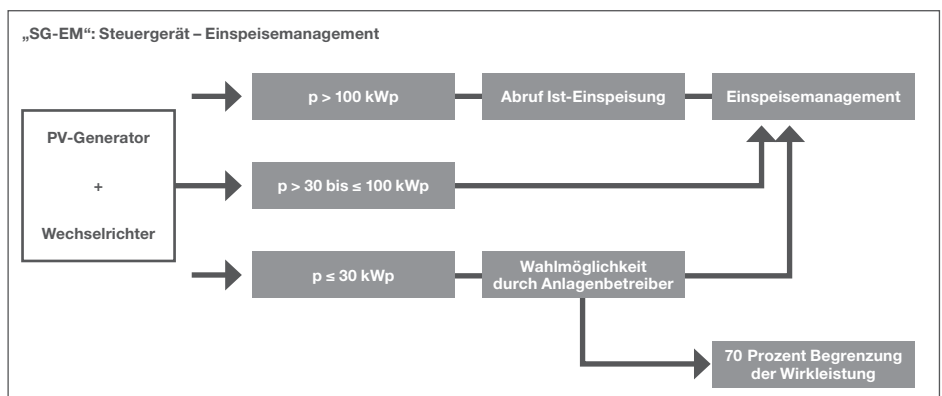 „SG-EM“: Steuergerät – Einspeisemanagement
PV-Generator
+
Wechselrichter
p > 100 kWp
Abruf Ist-Einspeisung
Einspeisemanagement
p > 30 bis ≤ 100 kWp
p ≤ 30 kWp
Wahlmöglichkeit
durch Anlagenbetreiber
70 Prozent Begrenzung
der Wirkleistung